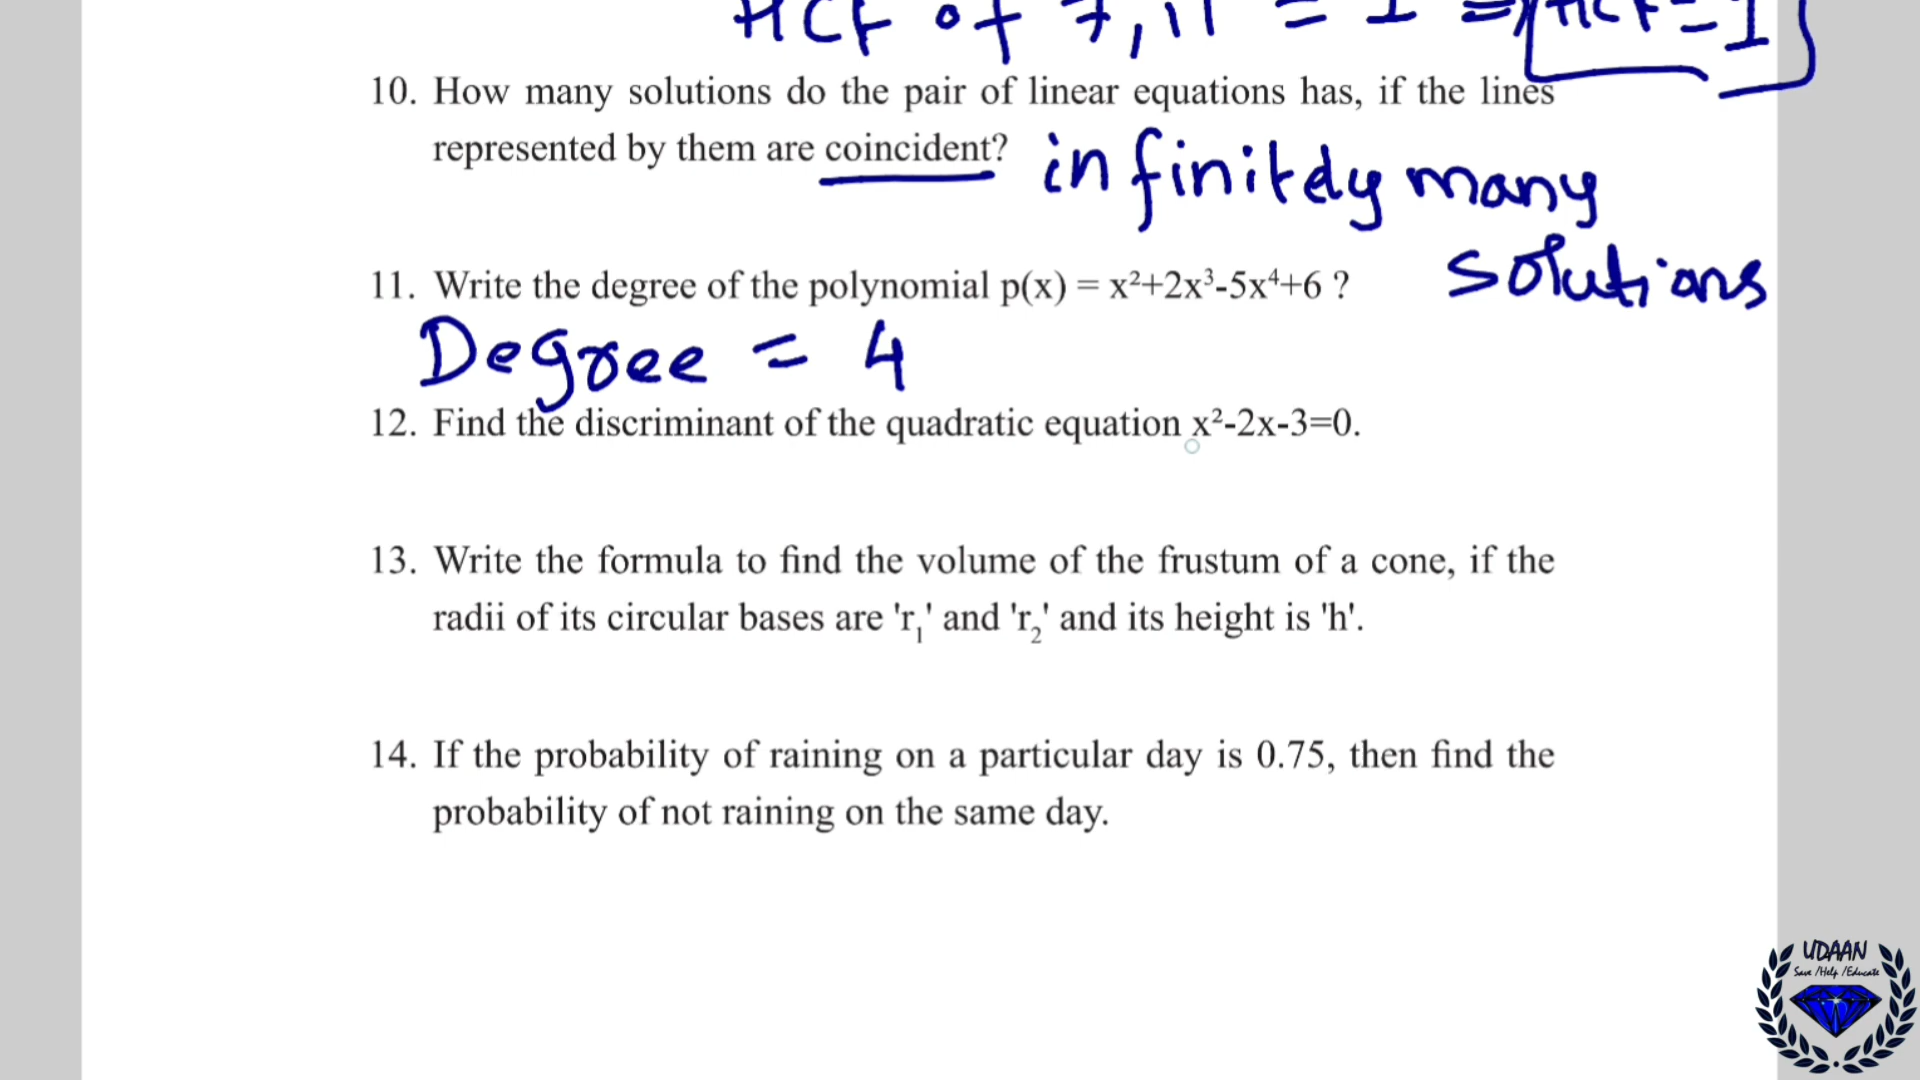 HCF of 7,11 = 1 ⇒ HCF=1
10. How many solutions do the pair of linear equations has, if the lines
represented by them are coincident? infinitely many
solutions
11. Write the degree of the polynomial p(x) = x²+2x³-5x⁴+6 ?
Degree = 4
12. Find the discriminant of the quadratic equation x²-2x-3=0.
13. Write the formula to find the volume of the frustum of a cone, if the
radii of its circular bases are 'r₁' and 'r₂' and its height is 'h'.
14. If the probability of raining on a particular day is 0.75, then find the
probability of not raining on the same day.
UDAAN
Save /Help /Educate